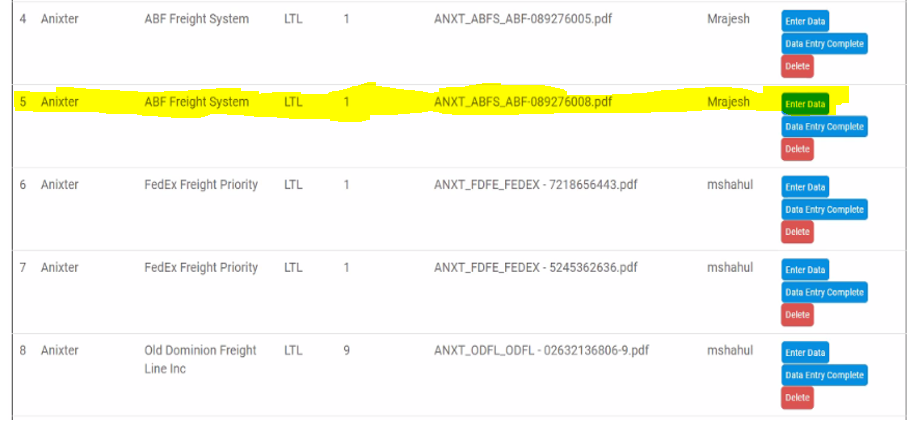 4 Anixter ABF Freight System LTL 1 ANXT_ABFS_ABF-089276005.pdf Mrajesh Enter Data
Data Entry Complete
Delete
5 Anixter ABF Freight System LTL 1 ANXT_ABFS_ABF-089276008.pdf Mrajesh Enter Data
Data Entry Complete
Delete
6 Anixter FedEx Freight Priority LTL 1 ANXT_FDFE_FEDEX - 7218656443.pdf mshahul Enter Data
Data Entry Complete
Delete
7 Anixter FedEx Freight Priority LTL 1 ANXT_FDFE_FEDEX - 5245362636.pdf mshahul Enter Data
Data Entry Complete
Delete
8 Anixter Old Dominion Freight LTL 9 ANXT_ODFL_ODFL - 02632136806-9.pdf mshahul Enter Data
Line Inc Data Entry Complete
Delete